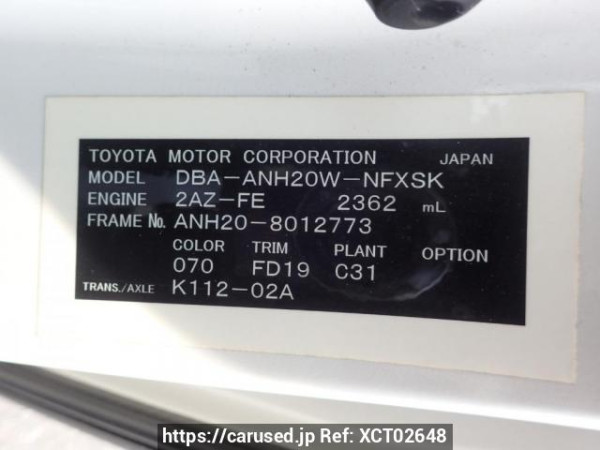 TOYOTA MOTOR CORPORATION JAPAN
MODEL DBA-ANH20W-NFXSK
ENGINE 2AZ-FE 2362 mL
FRAME No. ANH20-8012773
COLOR TRIM PLANT OPTION
070 FD19 C31
TRANS./AXLE K112-02A
https://carused.jp Ref: XCT02648